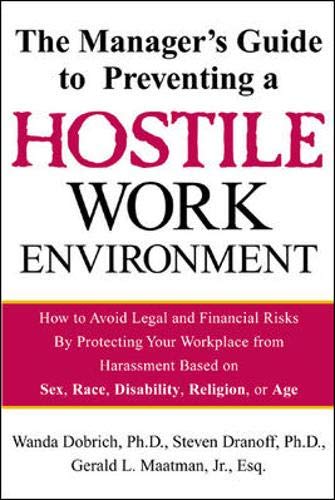 The Manager's Guide
to Preventing a
HOSTILE
WORK
ENVIRONMENT
How to Avoid Legal and Financial Risks
By Protecting Your Workplace from
Harassment Based on
Sex, Race, Disability, Religion, or Age
Wanda Dobrich, Ph.D., Steven Dranoff, Ph.D.,
Gerald L. Maatman, Jr., Esq.